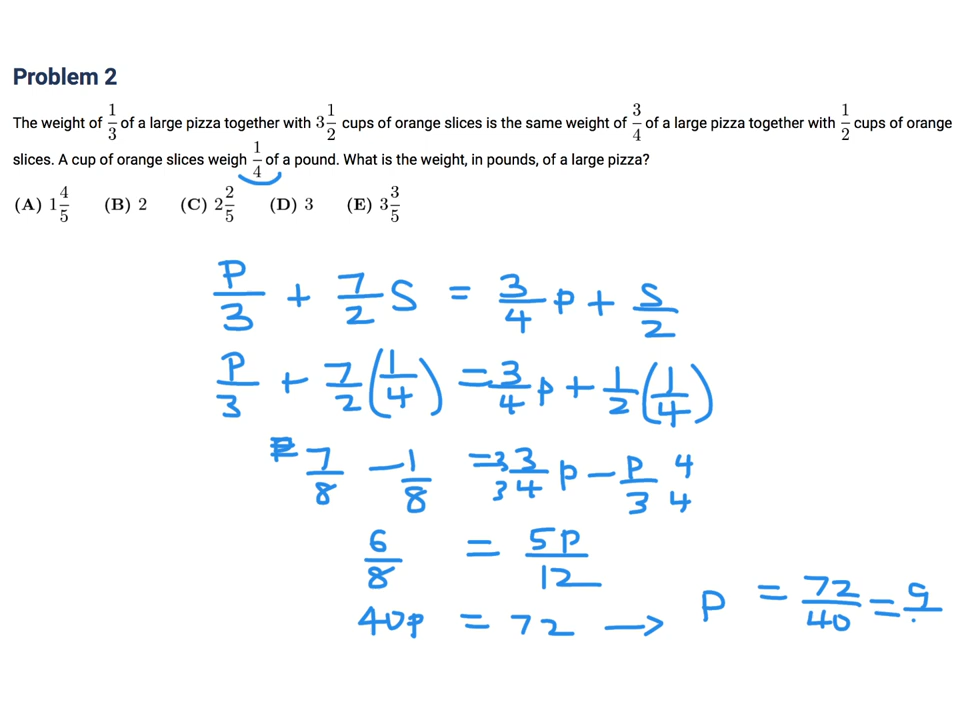 Problem 2
The weight of 1/3 of a large pizza together with 3 1/2 cups of orange slices is the same weight of 3/4 of a large pizza together with 1/2 cups of orange
slices. A cup of orange slices weigh 1/4 of a pound. What is the weight, in pounds, of a large pizza?
(A) 1 4/5 (B) 2 (C) 2 2/5 (D) 3 (E) 3 3/5
P/3 + 7/2 S = 3/4 P + S/2
P/3 + 7/2 (1/4) = 3/4 P + 1/2 (1/4)
7/8 - 1/8 = 3/3 3/4 P - P/3 4/4
6/8 = 5P/12
40P = 72 → P = 72/40 = 9/